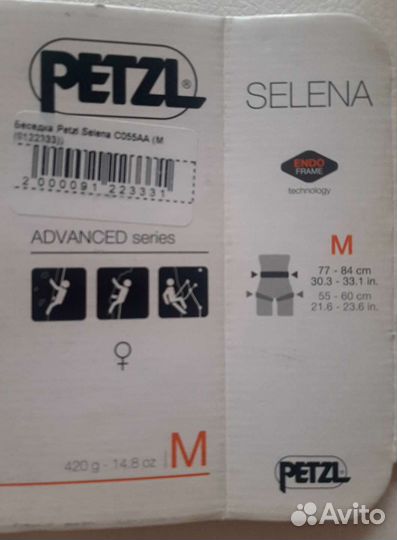 PETZL®
Беседка Petzl Selena C055AA (M
(9122333))
2 000091 223331
ADVANCED series
420 g - 14.8 oz
M
SELENA
ENDO
FRAME
technology
M
77 - 84 cm
30.3 - 33.1 in.
55 - 60 cm
21.6 - 23.6 in.
PETZL
Avito